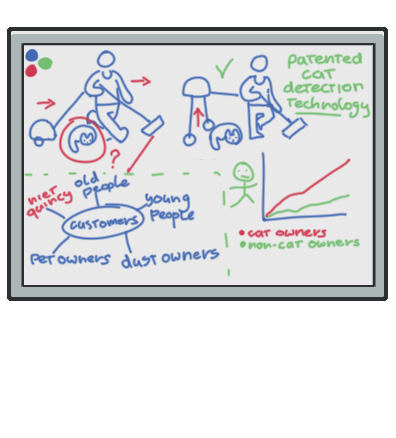 patented
cat
detection
technology
?
old
people
niet
quincy
young
people
customers
pet owners
dust owners
• cat owners
• non-cat owners